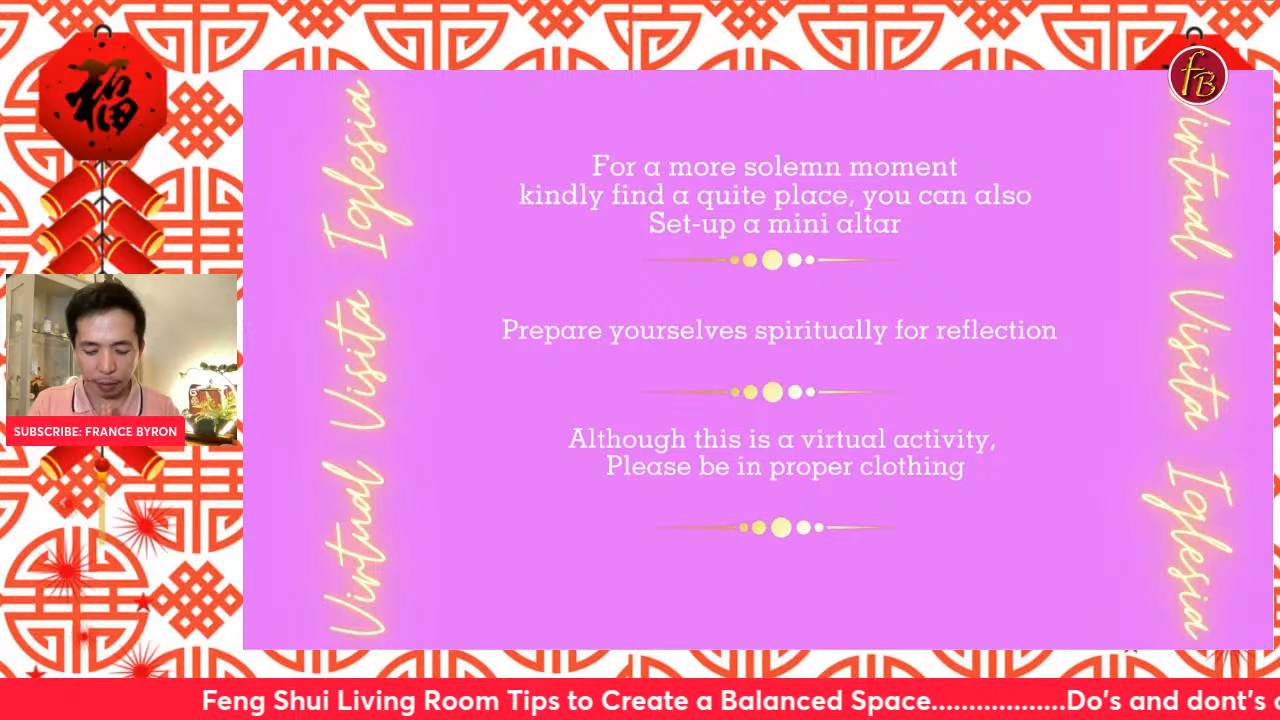 福
FB
Virtual Visita Iglesia
For a more solemn moment
kindly find a quite place, you can also
Set-up a mini altar
Prepare yourselves spiritually for reflection
Although this is a virtual activity,
Please be in proper clothing
Virtual Visita Iglesia
SUBSCRIBE: FRANCE BYRON
Feng Shui Living Room Tips to Create a Balanced Space..................Do's and dont's